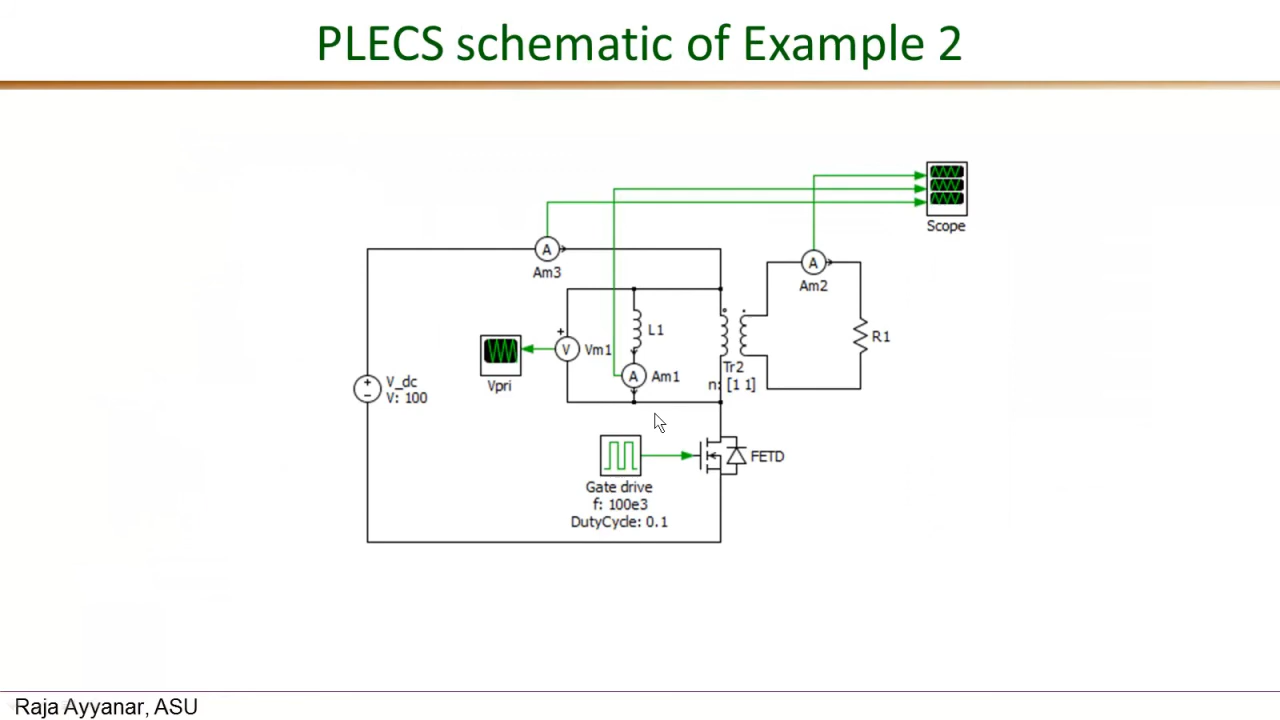 PLECS schematic of Example 2
Scope
A
Am3
A
Am2
L1
R1
+
V
Vm1
A
Am1
Vpri
Tr2
n: [1 1]
V_dc
V: 100
FETD
Gate drive
f: 100e3
DutyCycle: 0.1
Raja Ayyanar, ASU